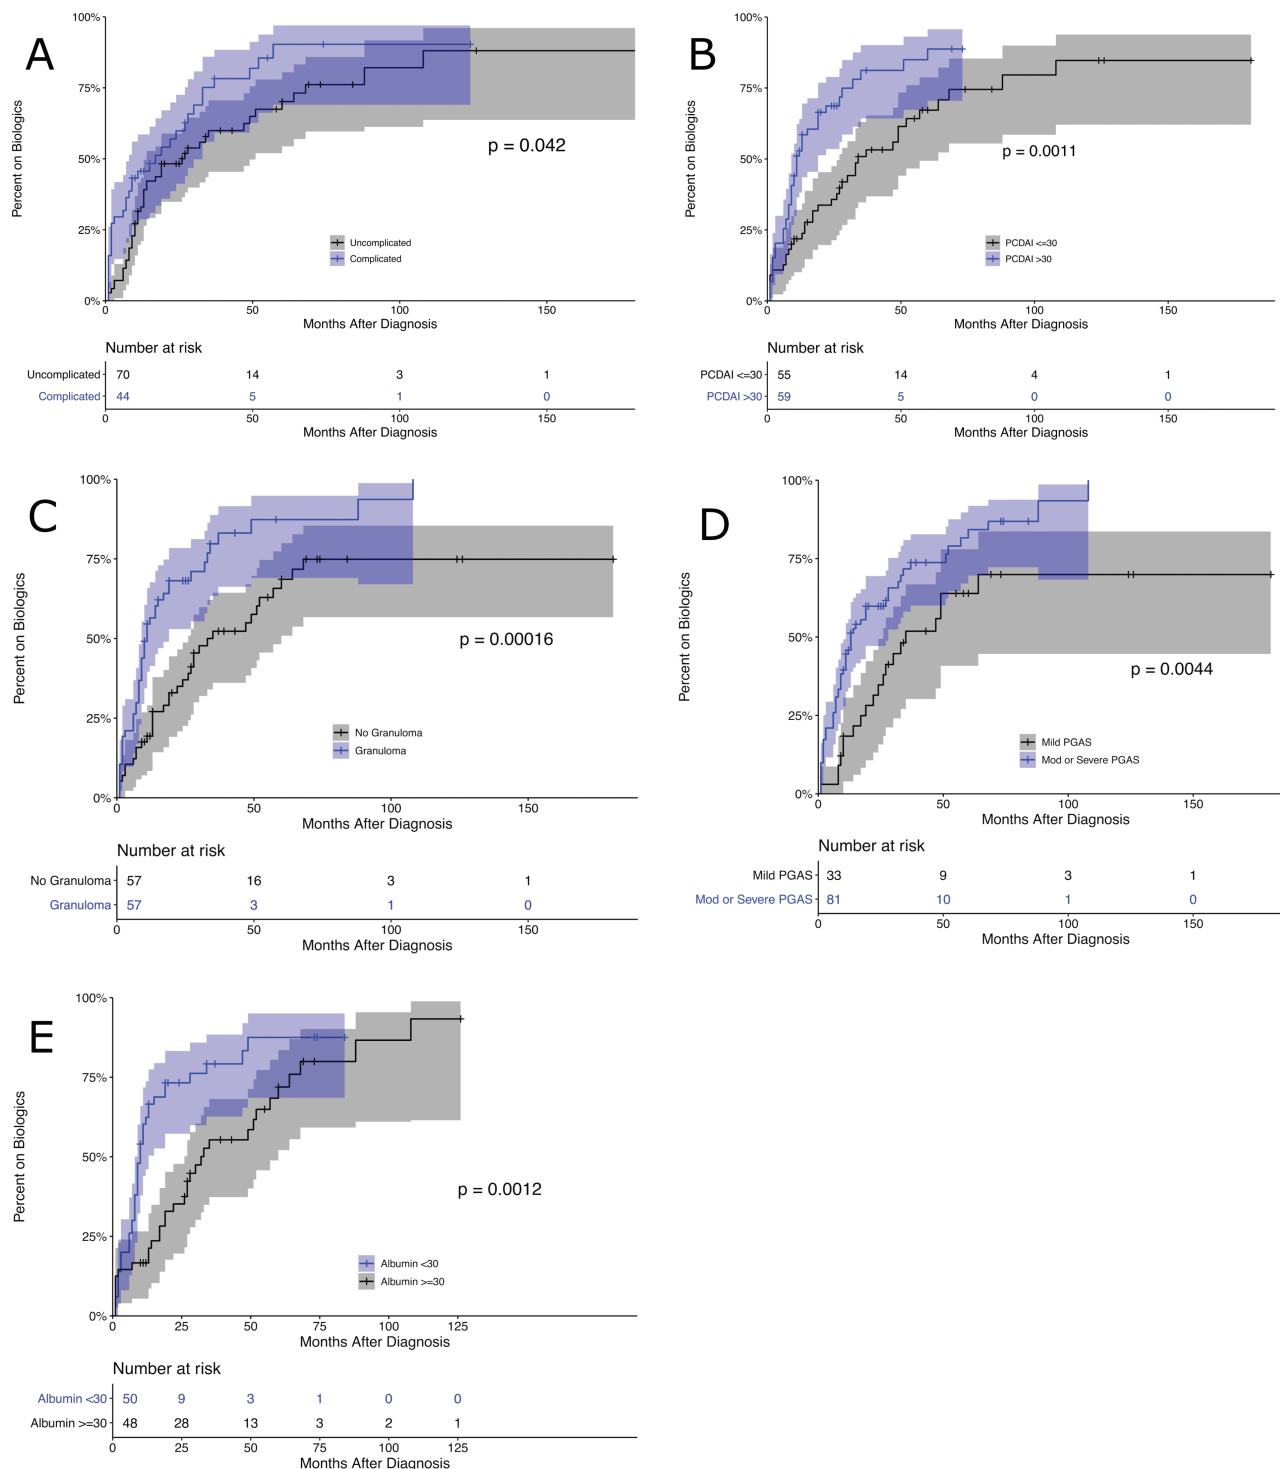 A
Percent on Biologics
100%
75%
50%
25%
0%
p = 0.042
Uncomplicated
Complicated
0 50 100 150
Months After Diagnosis
Number at risk
Uncomplicated 70 14 3 1
Complicated 44 5 1 0
0 50 100 150
Months After Diagnosis
B
Percent on Biologics
100%
75%
50%
25%
0%
p = 0.0011
PCDAI <=30
PCDAI >30
0 50 100 150
Months After Diagnosis
Number at risk
PCDAI <=30 55 14 4 1
PCDAI >30 59 5 0 0
0 50 100 150
Months After Diagnosis
C
Percent on Biologics
100%
75%
50%
25%
0%
p = 0.00016
No Granuloma
Granuloma
0 50 100 150
Months After Diagnosis
Number at risk
No Granuloma 57 16 3 1
Granuloma 57 3 1 0
0 50 100 150
Months After Diagnosis
D
Percent on Biologics
100%
75%
50%
25%
0%
p = 0.0044
Mild PGAS
Mod or Severe PGAS
0 50 100 150
Months After Diagnosis
Number at risk
Mild PGAS 33 9 3 1
Mod or Severe PGAS 81 10 1 0
0 50 100 150
Months After Diagnosis
E
Percent on Biologics
100%
75%
50%
25%
0%
p = 0.0012
Albumin <30
Albumin >=30
0 25 50 75 100 125
Months After Diagnosis
Number at risk
Albumin <30 50 9 3 1 0 0
Albumin >=30 48 28 13 3 2 1
0 25 50 75 100 125
Months After Diagnosis